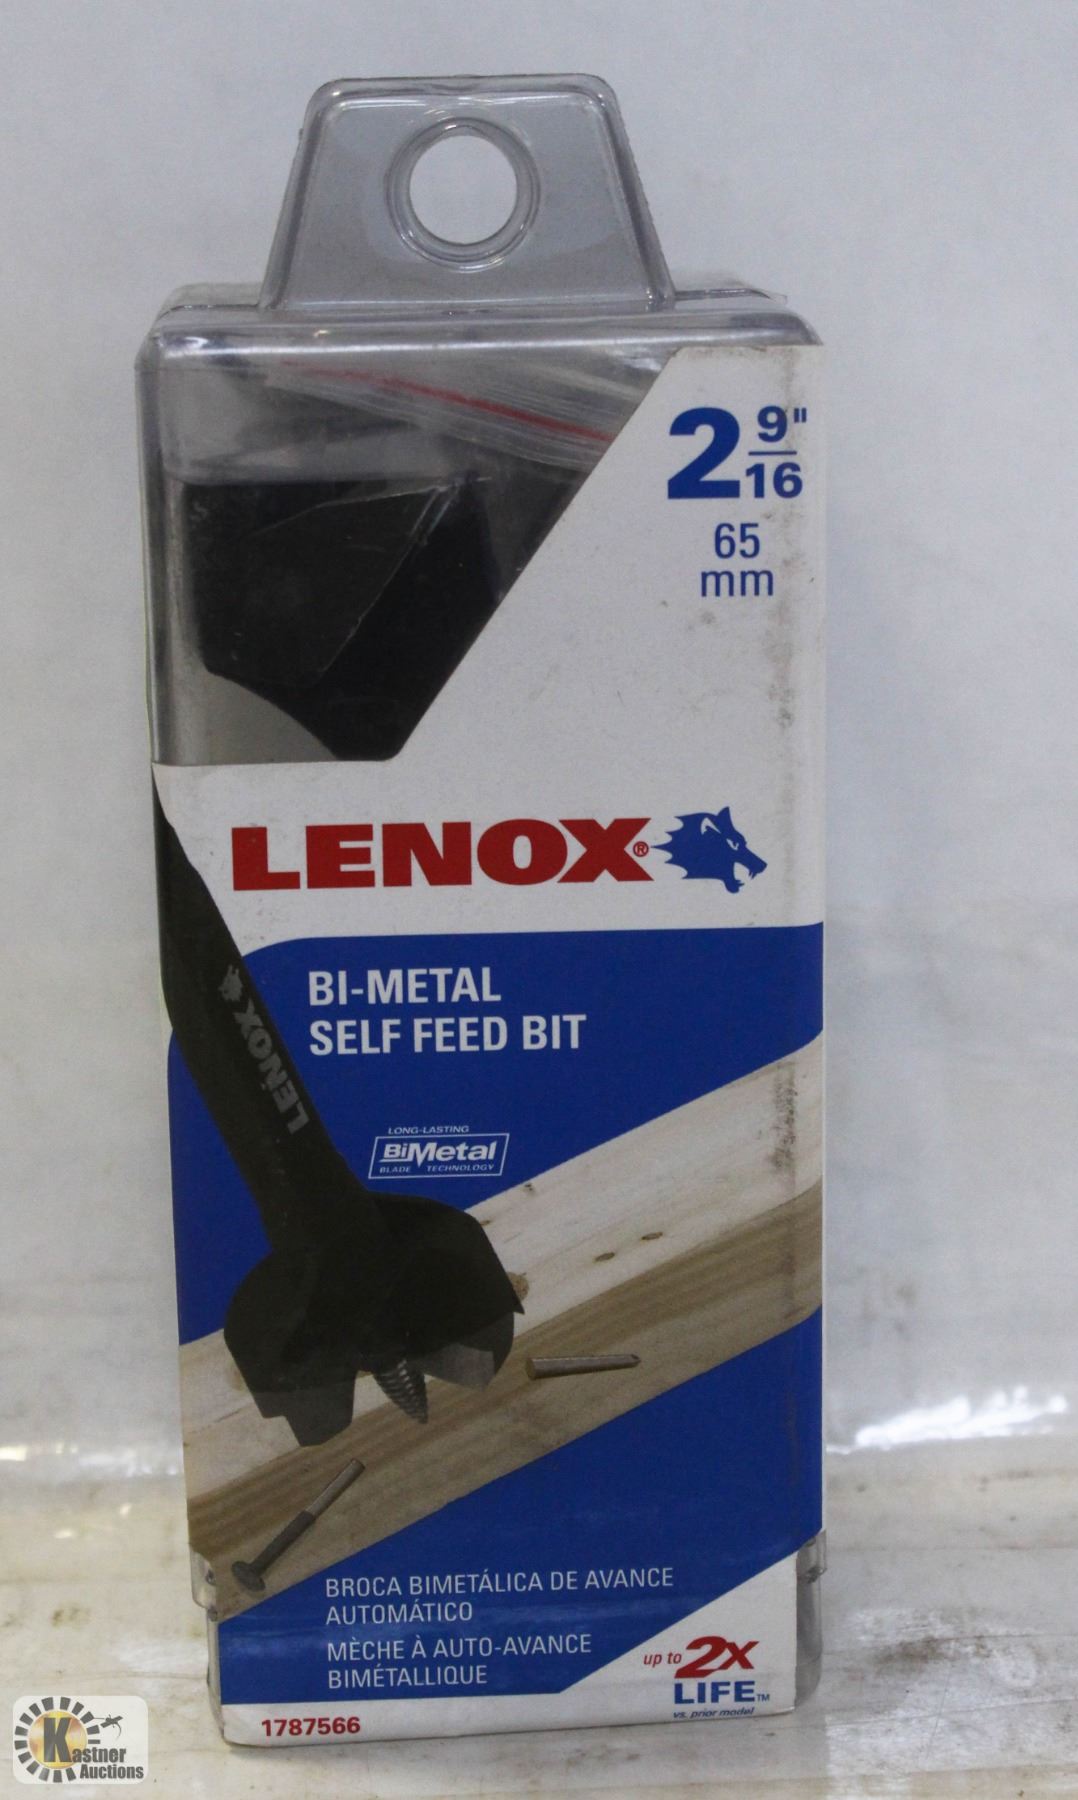 2 9/16"
65
mm
LENOX®
BI-METAL
SELF FEED BIT
LENOX
LONG-LASTING
BiMetal
BLADE TECHNOLOGY
BROCA BIMETÁLICA DE AVANCE
AUTOMÁTICO
MÈCHE À AUTO-AVANCE
BIMÉTALLIQUE
up to 2X
LIFE™
vs. prior model
1787566
Kastner
Auctions